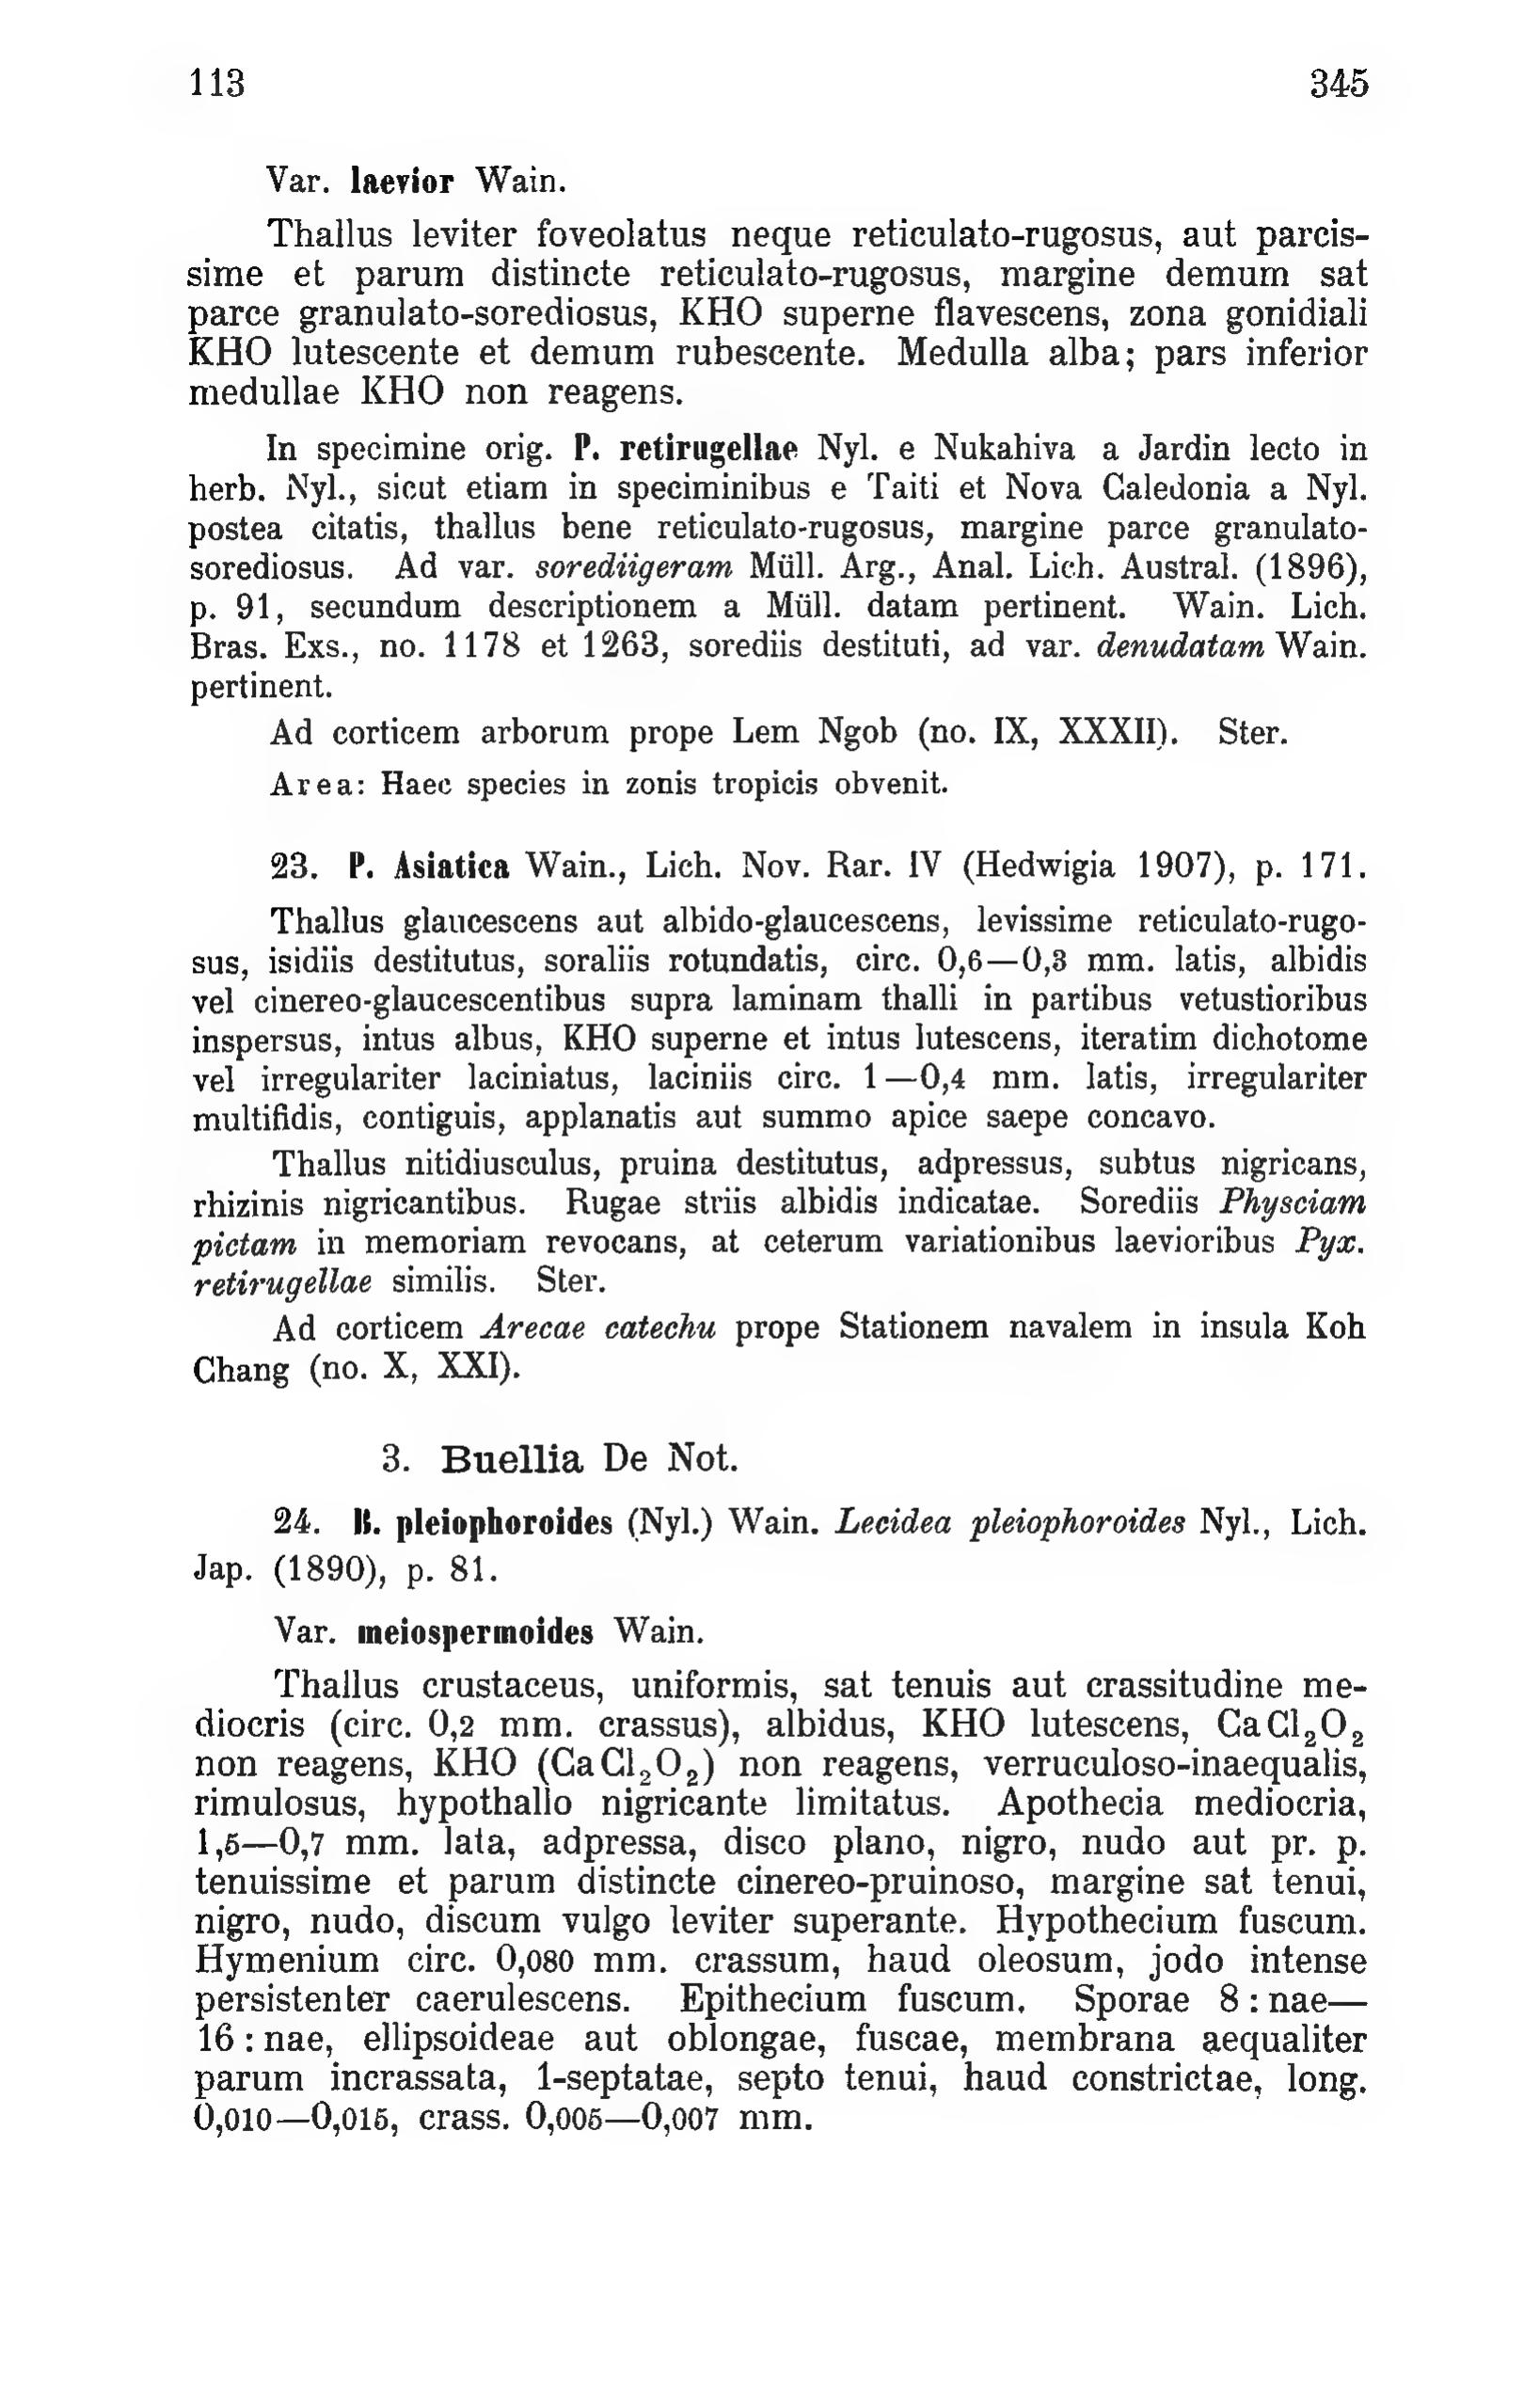 113 345
Var. laevior Wain.
Thallus leviter foveolatus neque reticulato-rugosus, aut parcis-
sime et parum distincte reticulato-rugosus, margine demum sat
parce granulato-sorediosus, KHO superne flavescens, zona gonidiali
KHO lutescente et demum rubescente. Medulla alba; pars inferior
medullae KHO non reagens.
In specimine orig. P. retirugellae Nyl. e Nukahiva a Jardin lecto in
herb. Nyl., sicut etiam in speciminibus e Taiti et Nova Caledonia a Nyl.
postea citatis, thallus bene reticulato-rugosus, margine parce granulato-
sorediosus. Ad var. sorediigeram Müll. Arg., Anal. Lich. Austral. (1896),
p. 91, secundum descriptionem a Müll. datam pertinent. Wain. Lich.
Bras. Exs., no. 1178 et 1263, sorediis destituti, ad var. denudatam Wain.
pertinent.
Ad corticem arborum prope Lem Ngob (no. IX, XXXII). Ster.
Area: Haec species in zonis tropicis obvenit.
23. P. Asiatica Wain., Lich. Nov. Rar. IV (Hedwigia 1907), p. 171.
Thallus glaucescens aut albido-glaucescens, levissime reticulato-rugo-
sus, isidiis destitutus, soraliis rotundatis, circ. 0,6—0,3 mm. latis, albidis
vel cinereo-glaucescentibus supra laminam thalli in partibus vetustioribus
inspersus, intus albus, KHO superne et intus lutescens, iteratim dichotome
vel irregulariter laciniatus, laciniis circ. 1—0,4 mm. latis, irregulariter
multifidis, contiguis, applanatis aut summo apice saepe concavo.
Thallus nitidiusculus, pruina destitutus, adpressus, subtus nigricans,
rhizinis nigricantibus. Rugae striis albidis indicatae. Sorediis Physciam
pictam in memoriam revocans, at ceterum variationibus laevioribus Pyx.
retirugellae similis. Ster.
Ad corticem Arecae catechu prope Stationem navalem in insula Koh
Chang (no. X, XXI).
3. Buellia De Not.
24. B. pleiophoroides (Nyl.) Wain. Lecidea pleiophoroides Nyl., Lich.
Jap. (1890), p. 81.
Var. meiospermoides Wain.
Thallus crustaceus, uniformis, sat tenuis aut crassitudine me-
diocris (circ. 0,2 mm. crassus), albidus, KHO lutescens, CaCl₂O₂
non reagens, KHO (CaCl₂O₂) non reagens, verruculoso-inaequalis,
rimulosus, hypothallo nigricante limitatus. Apothecia mediocria,
1,5—0,7 mm. lata, adpressa, disco plano, nigro, nudo aut pr. p.
tenuissime et parum distincte cinereo-pruinoso, margine sat tenui,
nigro, nudo, discum vulgo leviter superante. Hypothecium fuscum.
Hymenium circ. 0,080 mm. crassum, haud oleosum, jodo intense
persistenter caerulescens. Epithecium fuscum. Sporae 8:nae—
16:nae, ellipsoideae aut oblongae, fuscae, membrana aequaliter
parum incrassata, 1-septatae, septo tenui, haud constrictae, long.
0,010—0,015, crass. 0,005—0,007 mm.